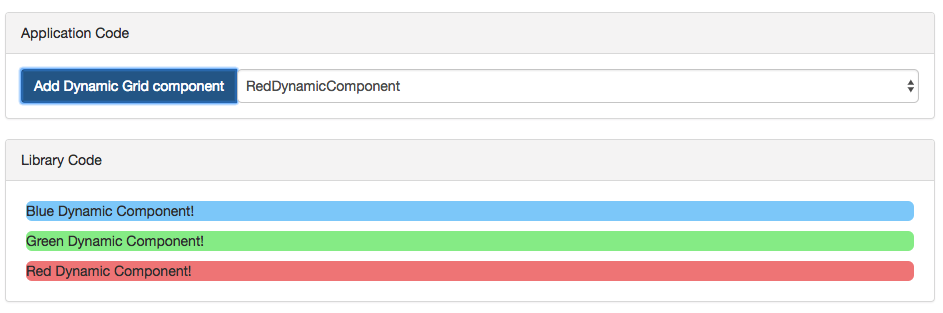 Application Code
Add Dynamic Grid component RedDynamicComponent
Library Code
Blue Dynamic Component!
Green Dynamic Component!
Red Dynamic Component!